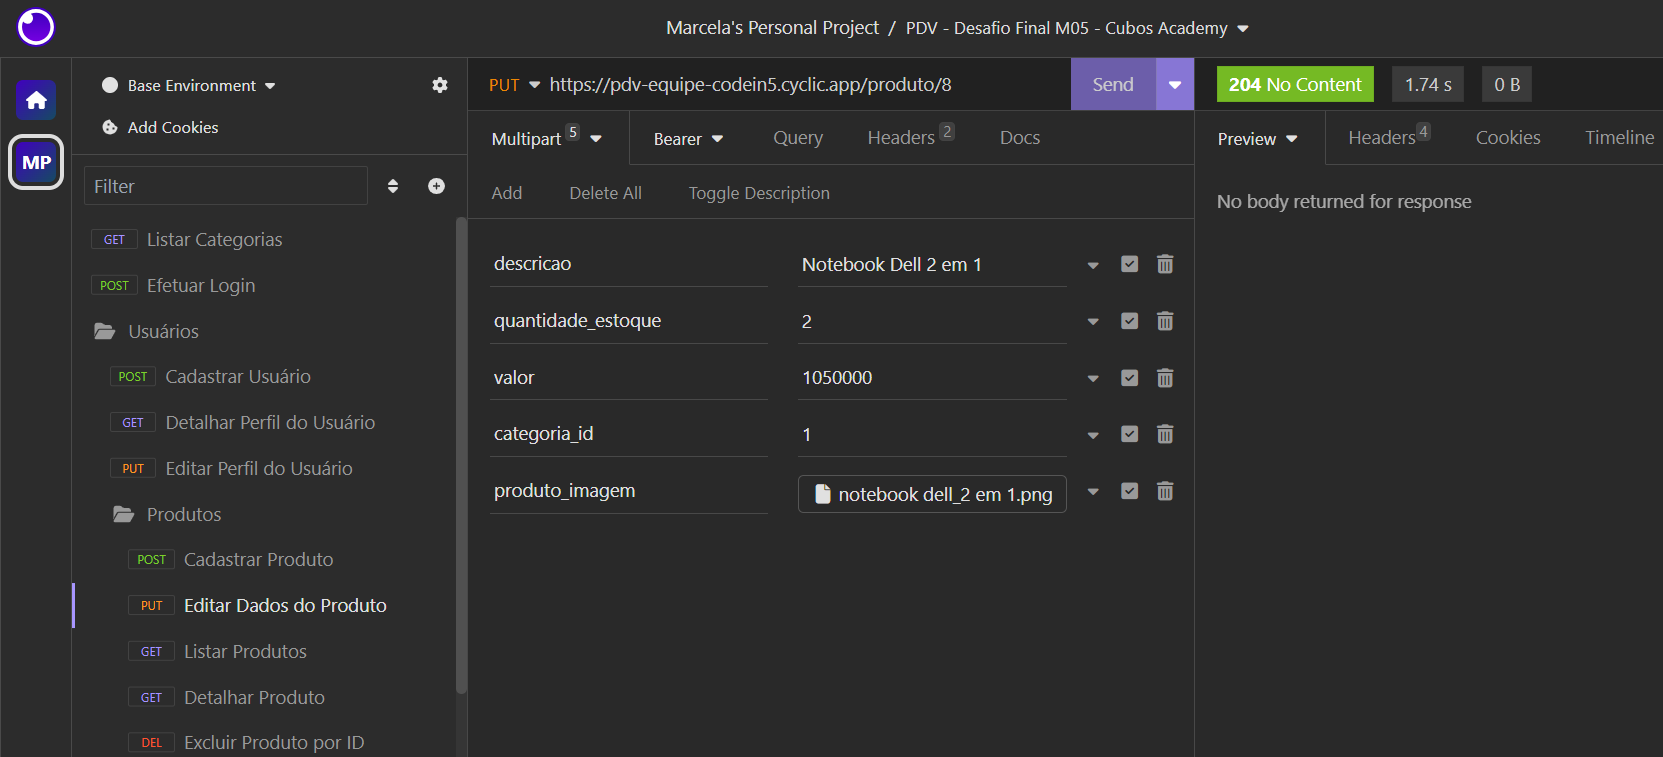 Marcela's Personal Project / PDV - Desafio Final M05 - Cubos Academy
MP
Base Environment
Add Cookies
Filter
GET Listar Categorias
POST Efetuar Login
Usuários
POST Cadastrar Usuário
GET Detalhar Perfil do Usuário
PUT Editar Perfil do Usuário
Produtos
POST Cadastrar Produto
PUT Editar Dados do Produto
GET Listar Produtos
GET Detalhar Produto
DEL Excluir Produto por ID
PUT https://pdv-equipe-codein5.cyclic.app/produto/8 Send
Multipart 5 Bearer Query Headers 2 Docs
Add Delete All Toggle Description
descricao Notebook Dell 2 em 1
quantidade_estoque 2
valor 1050000
categoria_id 1
produto_imagem notebook dell_2 em 1.png
204 No Content 1.74 s 0 B
Preview Headers 4 Cookies Timeline
No body returned for response